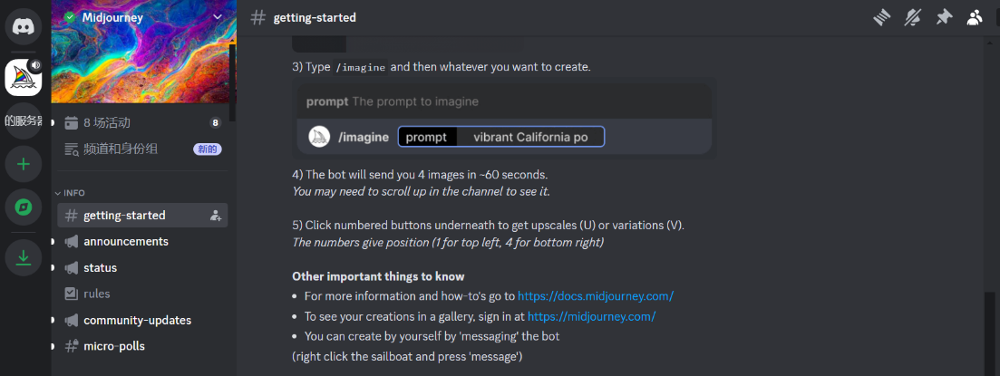 Midjourney
getting-started
的服务器
8 场活动
8
频道和身份组
新的
INFO
getting-started
announcements
status
rules
community-updates
micro-polls
3) Type /imagine and then whatever you want to create.
prompt The prompt to imagine
/imagine prompt vibrant California po
4) The bot will send you 4 images in ~60 seconds.
You may need to scroll up in the channel to see it.
5) Click numbered buttons underneath to get upscales (U) or variations (V).
The numbers give position (1 for top left, 4 for bottom right)
Other important things to know
• For more information and how-to's go to https://docs.midjourney.com/
• To see your creations in a gallery, sign in at https://midjourney.com/
• You can create by yourself by 'messaging' the bot
(right click the sailboat and press 'message')